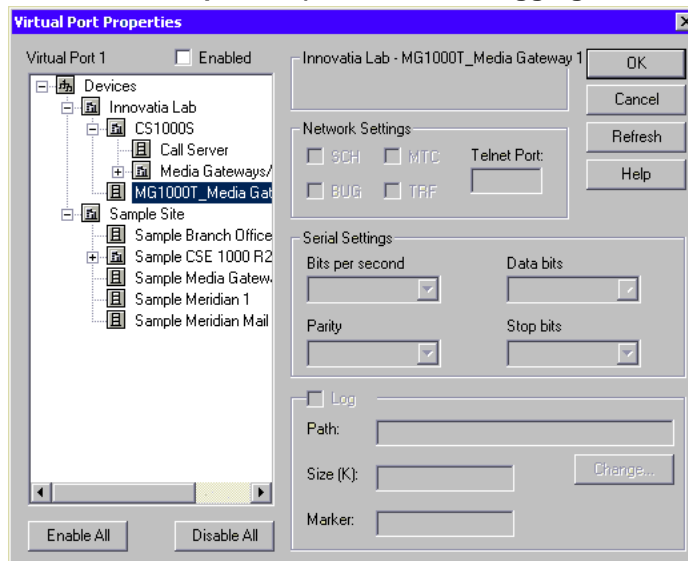 Virtual Port Properties
Virtual Port 1
Enabled
Devices
Innovatia Lab
CS1000S
Call Server
Media Gateways/
MG1000T_Media Gat
Sample Site
Sample Branch Office
Sample CSE 1000 R2
Sample Media Gatew
Sample Meridian 1
Sample Meridian Mail
Enable All
Disable All
Innovatia Lab - MG1000T_Media Gateway 1
Network Settings
SCH
MTC
Telnet Port:
BUG
TRF
Serial Settings
Bits per second
Data bits
Parity
Stop bits
Log
Path:
Size (K):
Change...
Marker:
OK
Cancel
Refresh
Help